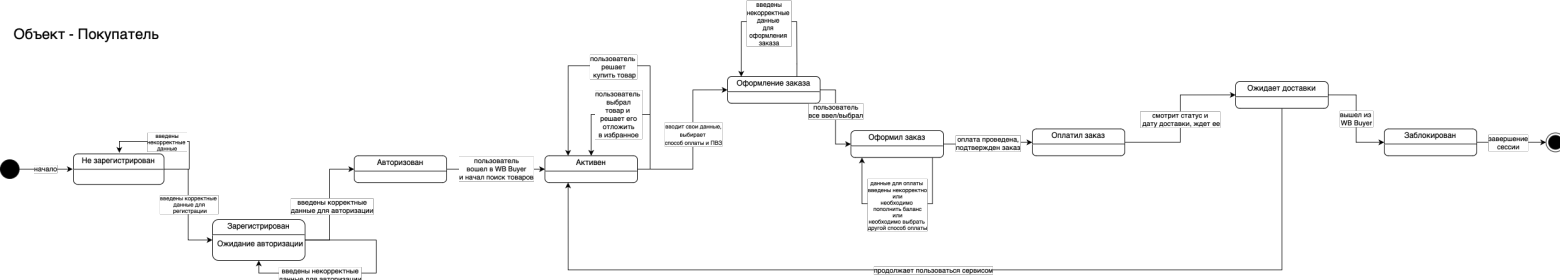 Объект - Покупатель
начало
Не зарегистрирован
введены
некорректные
данные
введены корректные
данные для
регистрации
Зарегистрирован
Ожидание авторизации
введены некорректные
данные для авторизации
введены корректные
данные для авторизации
Авторизован
пользователь
вошел в WB Buyer
и начал поиск товаров
Активен
пользователь
решает
купить товар
пользователь
выбрал
товар и
решает его
отложить
в избранное
вводит свои данные,
выбирает
способ оплаты и ПВЗ
Оформление заказа
введены
некорректные
данные
для
оформления
заказа
пользователь
все ввел/выбрал
Оформил заказ
данные для оплаты
введены некорректно
или
необходимо
пополнить баланс
или
необходимо выбрать
другой способ оплаты
оплата проведена,
подтвержден заказ
Оплатил заказ
смотрит статус и
дату доставки, ждет ее
Ожидает доставки
продолжает пользоваться сервисом
вышел из
WB Buyer
Заблокирован
завершение
сессии